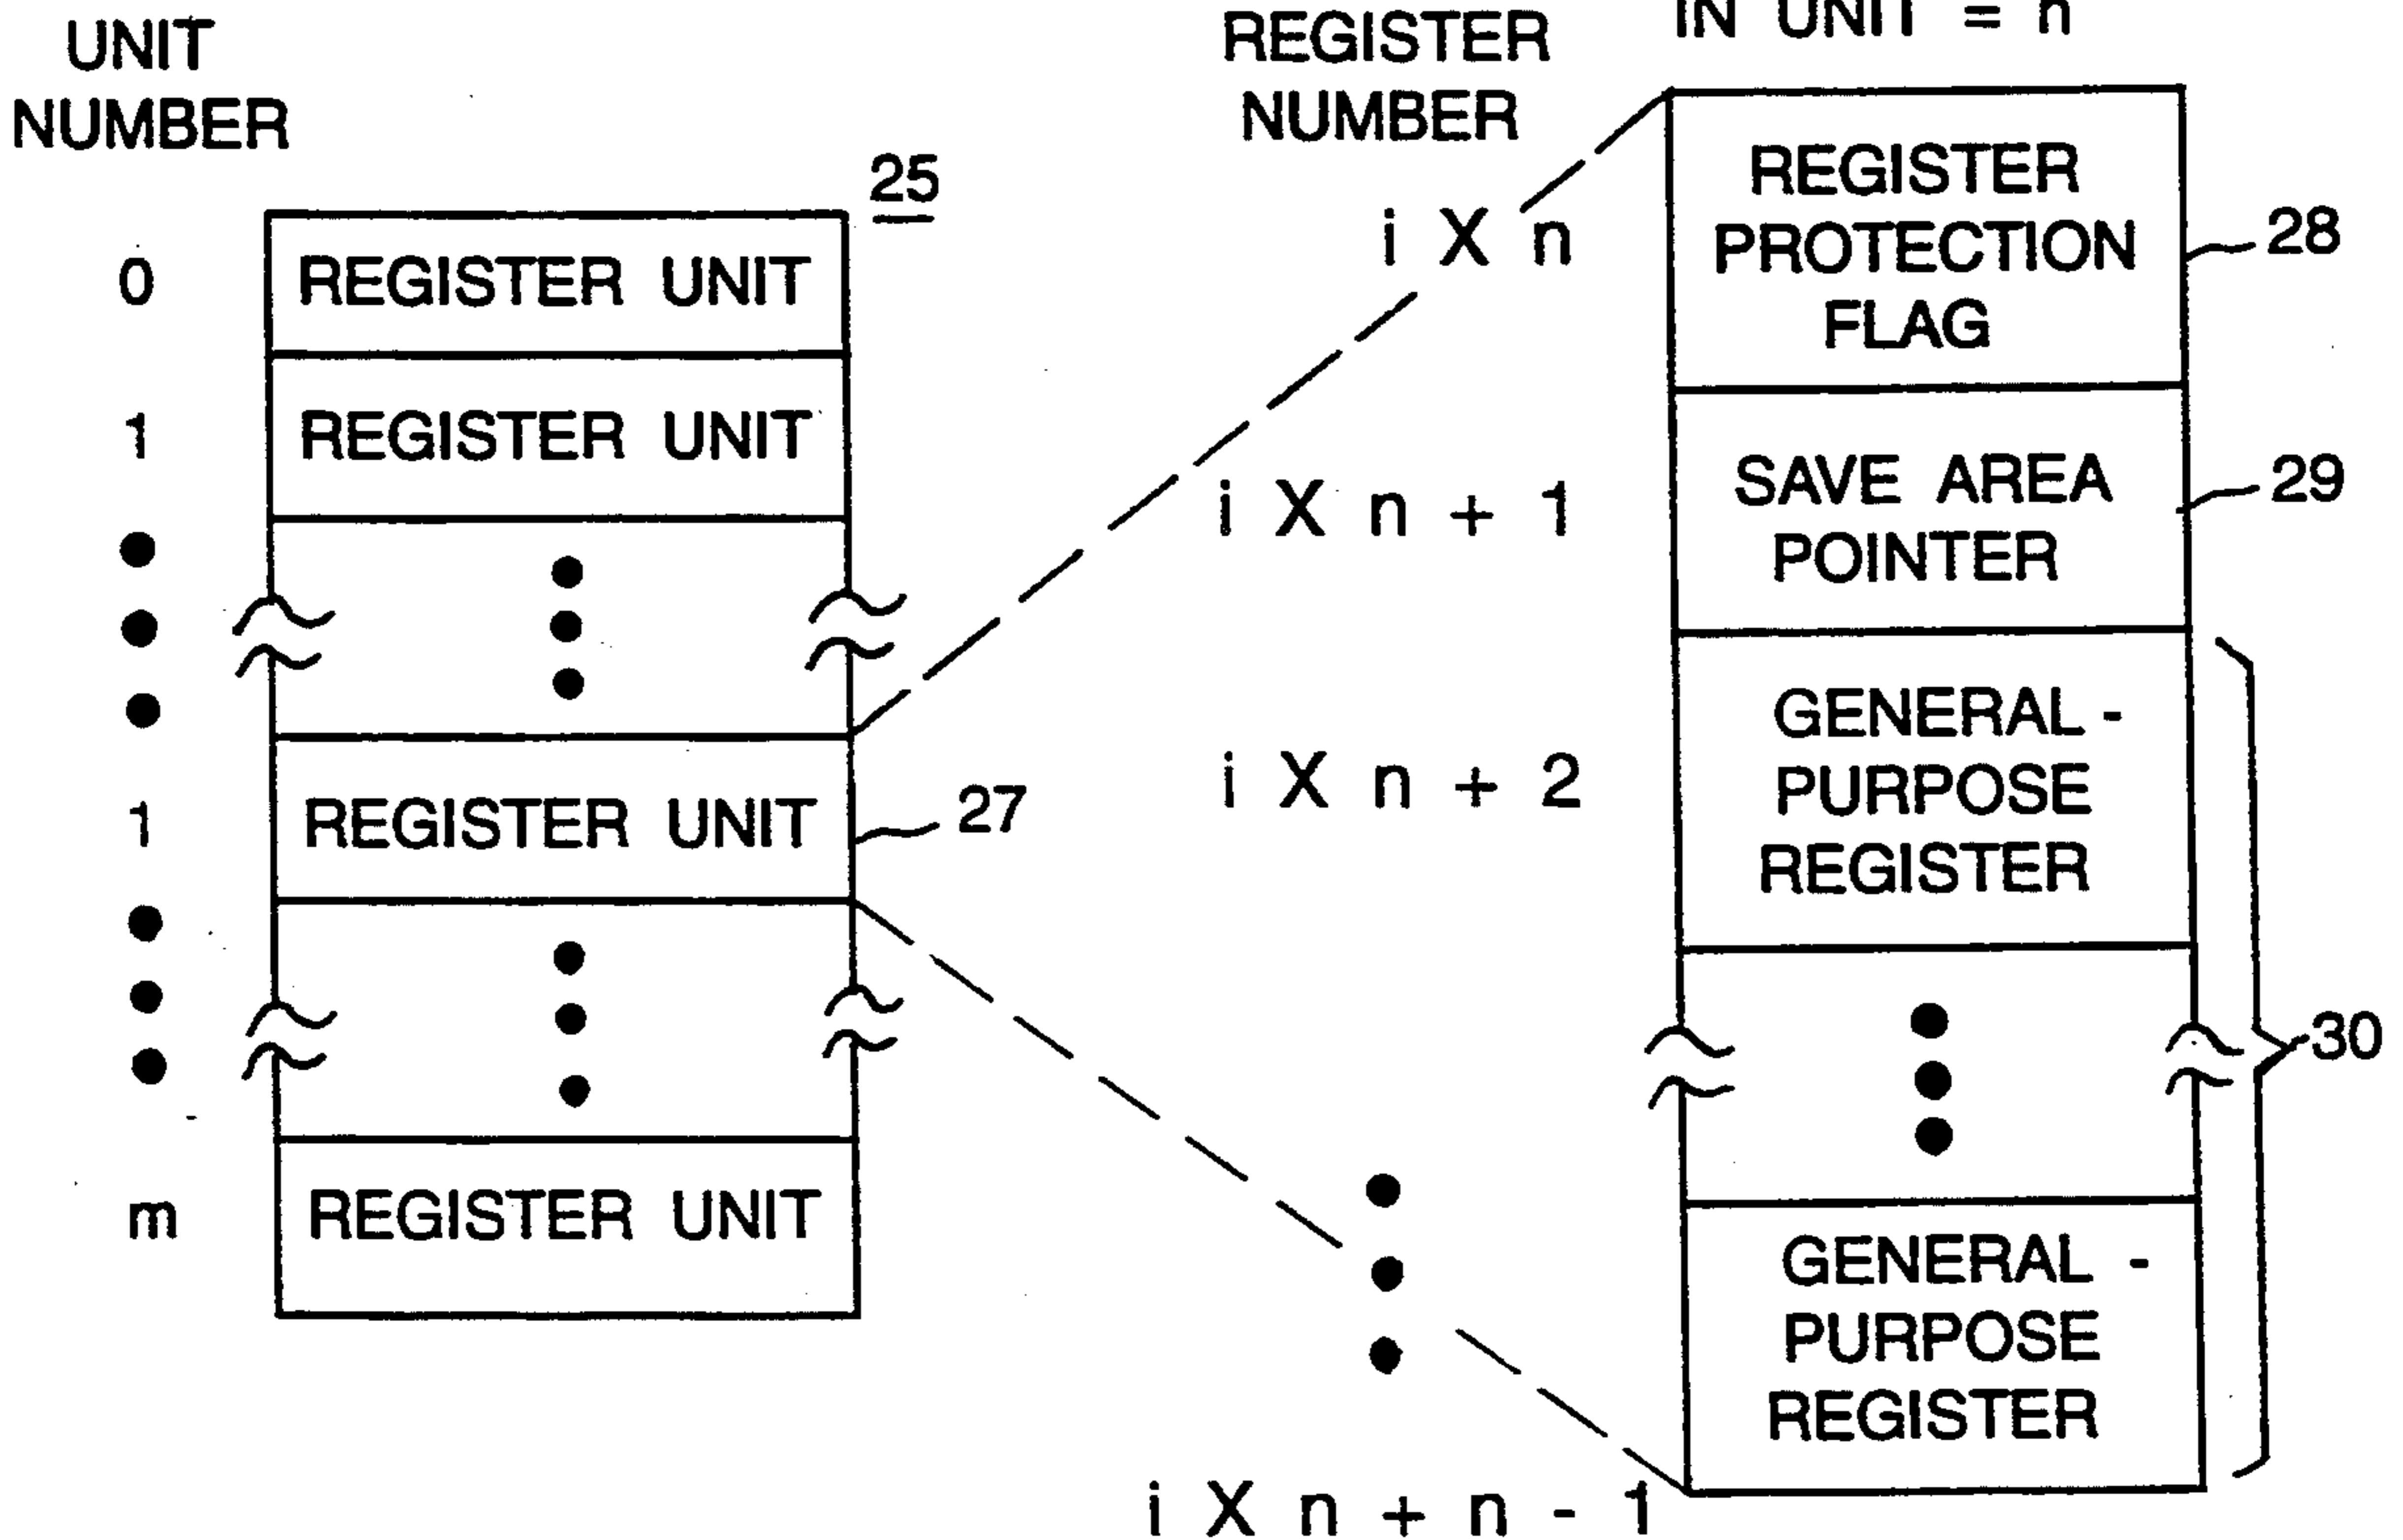 UNIT
NUMBER
25
0
REGISTER UNIT
1
REGISTER UNIT
1
REGISTER UNIT
27
m
REGISTER UNIT
REGISTER
NUMBER
i X n
i X n + 1
i X n + 2
i X n + n - 1
IN UNIT = n
REGISTER
PROTECTION
FLAG
28
SAVE AREA
POINTER
29
GENERAL -
PURPOSE
REGISTER
30
GENERAL -
PURPOSE
REGISTER